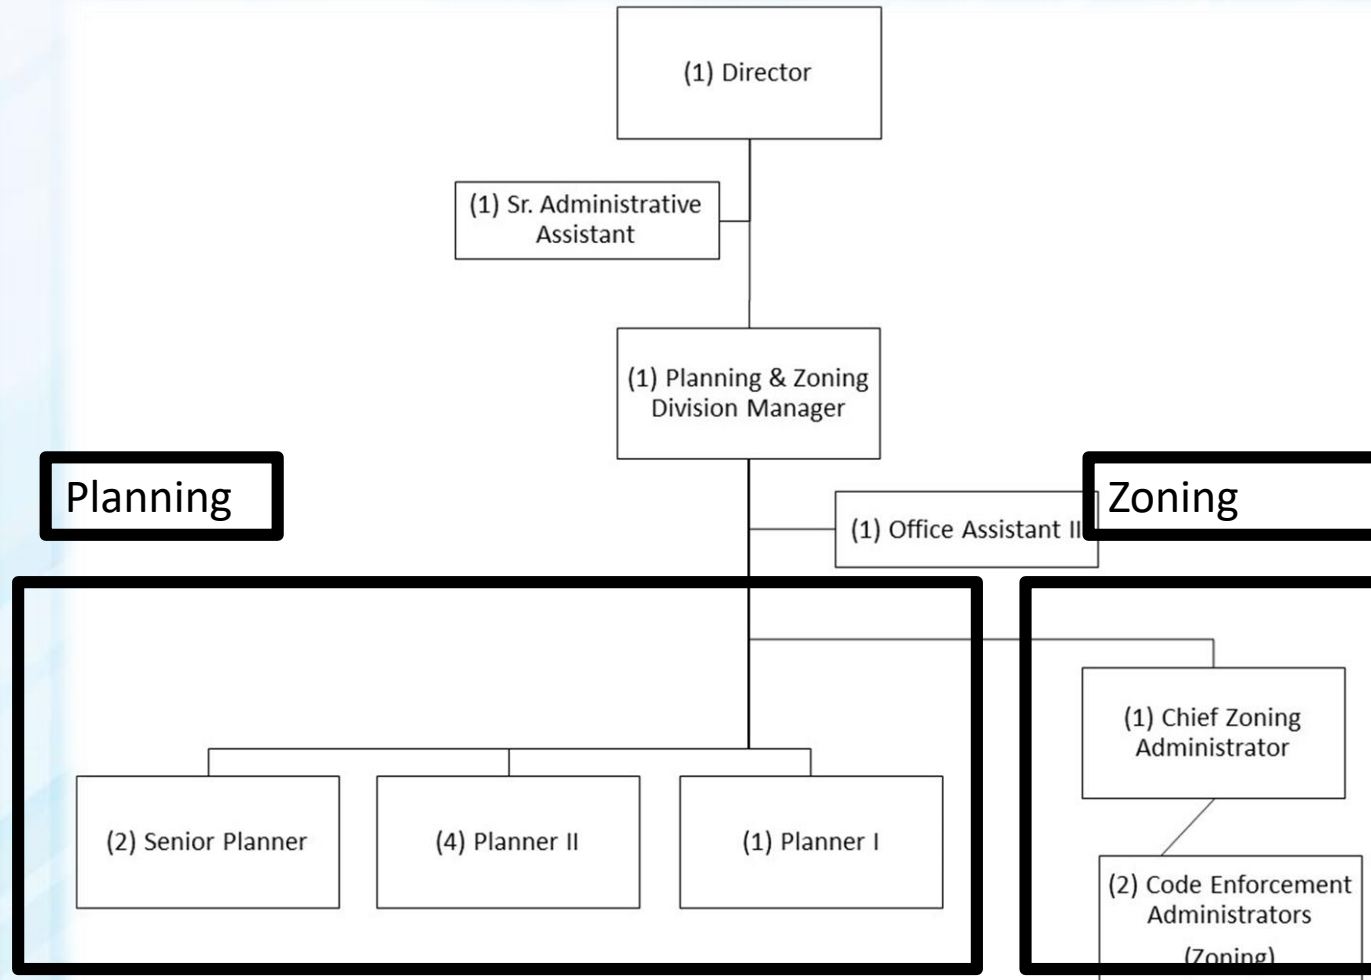 (1) Director
(1) Sr. Administrative
Assistant
(1) Planning & Zoning
Division Manager
Planning
(1) Office Assistant II
Zoning
(1) Chief Zoning
Administrator
(2) Senior Planner
(4) Planner II
(1) Planner I
(2) Code Enforcement
Administrators
(Zoning)